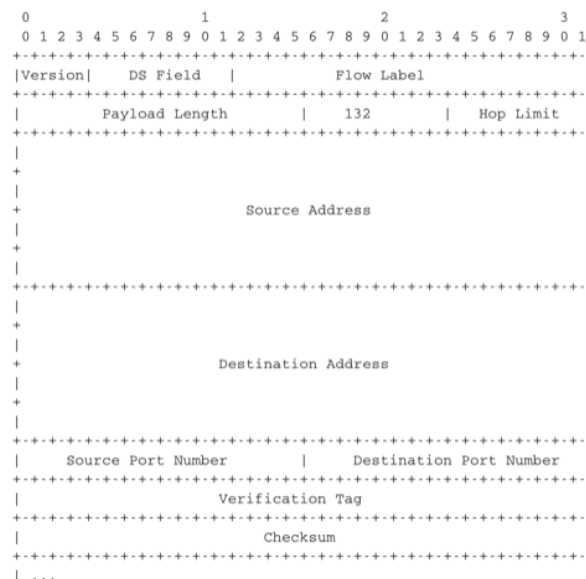 0 1 2 3
0 1 2 3 4 5 6 7 8 9 0 1 2 3 4 5 6 7 8 9 0 1 2 3 4 5 6 7 8 9 0 1
+-+-+-+-+-+-+-+-+-+-+-+-+-+-+-+-+-+-+-+-+-+-+-+-+-+-+-+-+-+-+-+-
|Version| DS Field | Flow Label
+-+-+-+-+-+-+-+-+-+-+-+-+-+-+-+-+-+-+-+-+-+-+-+-+-+-+-+-+-+-+-+-
| Payload Length | 132 | Hop Limit
+-+-+-+-+-+-+-+-+-+-+-+-+-+-+-+-+-+-+-+-+-+-+-+-+-+-+-+-+-+-+-+-
|
+
|
+ Source Address
|
+
|
+-+-+-+-+-+-+-+-+-+-+-+-+-+-+-+-+-+-+-+-+-+-+-+-+-+-+-+-+-+-+-+-
|
+
|
+ Destination Address
|
+
|
+-+-+-+-+-+-+-+-+-+-+-+-+-+-+-+-+-+-+-+-+-+-+-+-+-+-+-+-+-+-+-+-
| Source Port Number | Destination Port Number
+-+-+-+-+-+-+-+-+-+-+-+-+-+-+-+-+-+-+-+-+-+-+-+-+-+-+-+-+-+-+-+-
| Verification Tag
+-+-+-+-+-+-+-+-+-+-+-+-+-+-+-+-+-+-+-+-+-+-+-+-+-+-+-+-+-+-+-+-
| Checksum
+-+-+-+-+-+-+-+-+-+-+-+-+-+-+-+-+-+-+-+-+-+-+-+-+-+-+-+-+-+-+-+-
| ...